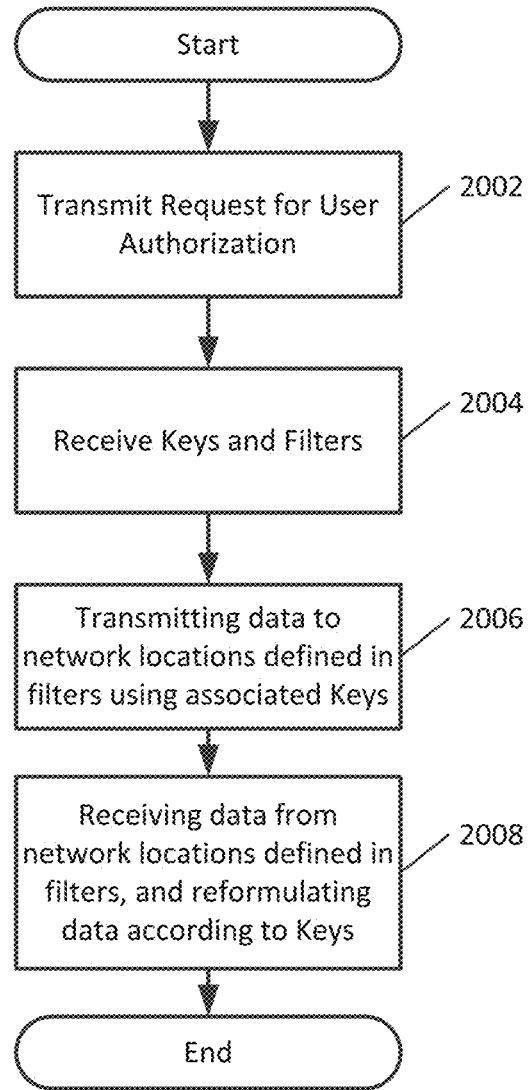 Start
Transmit Request for User
Authorization
2002
Receive Keys and Filters
2004
Transmitting data to
network locations defined in
filters using associated Keys
2006
Receiving data from
network locations defined in
filters, and reformulating
data according to Keys
2008
End